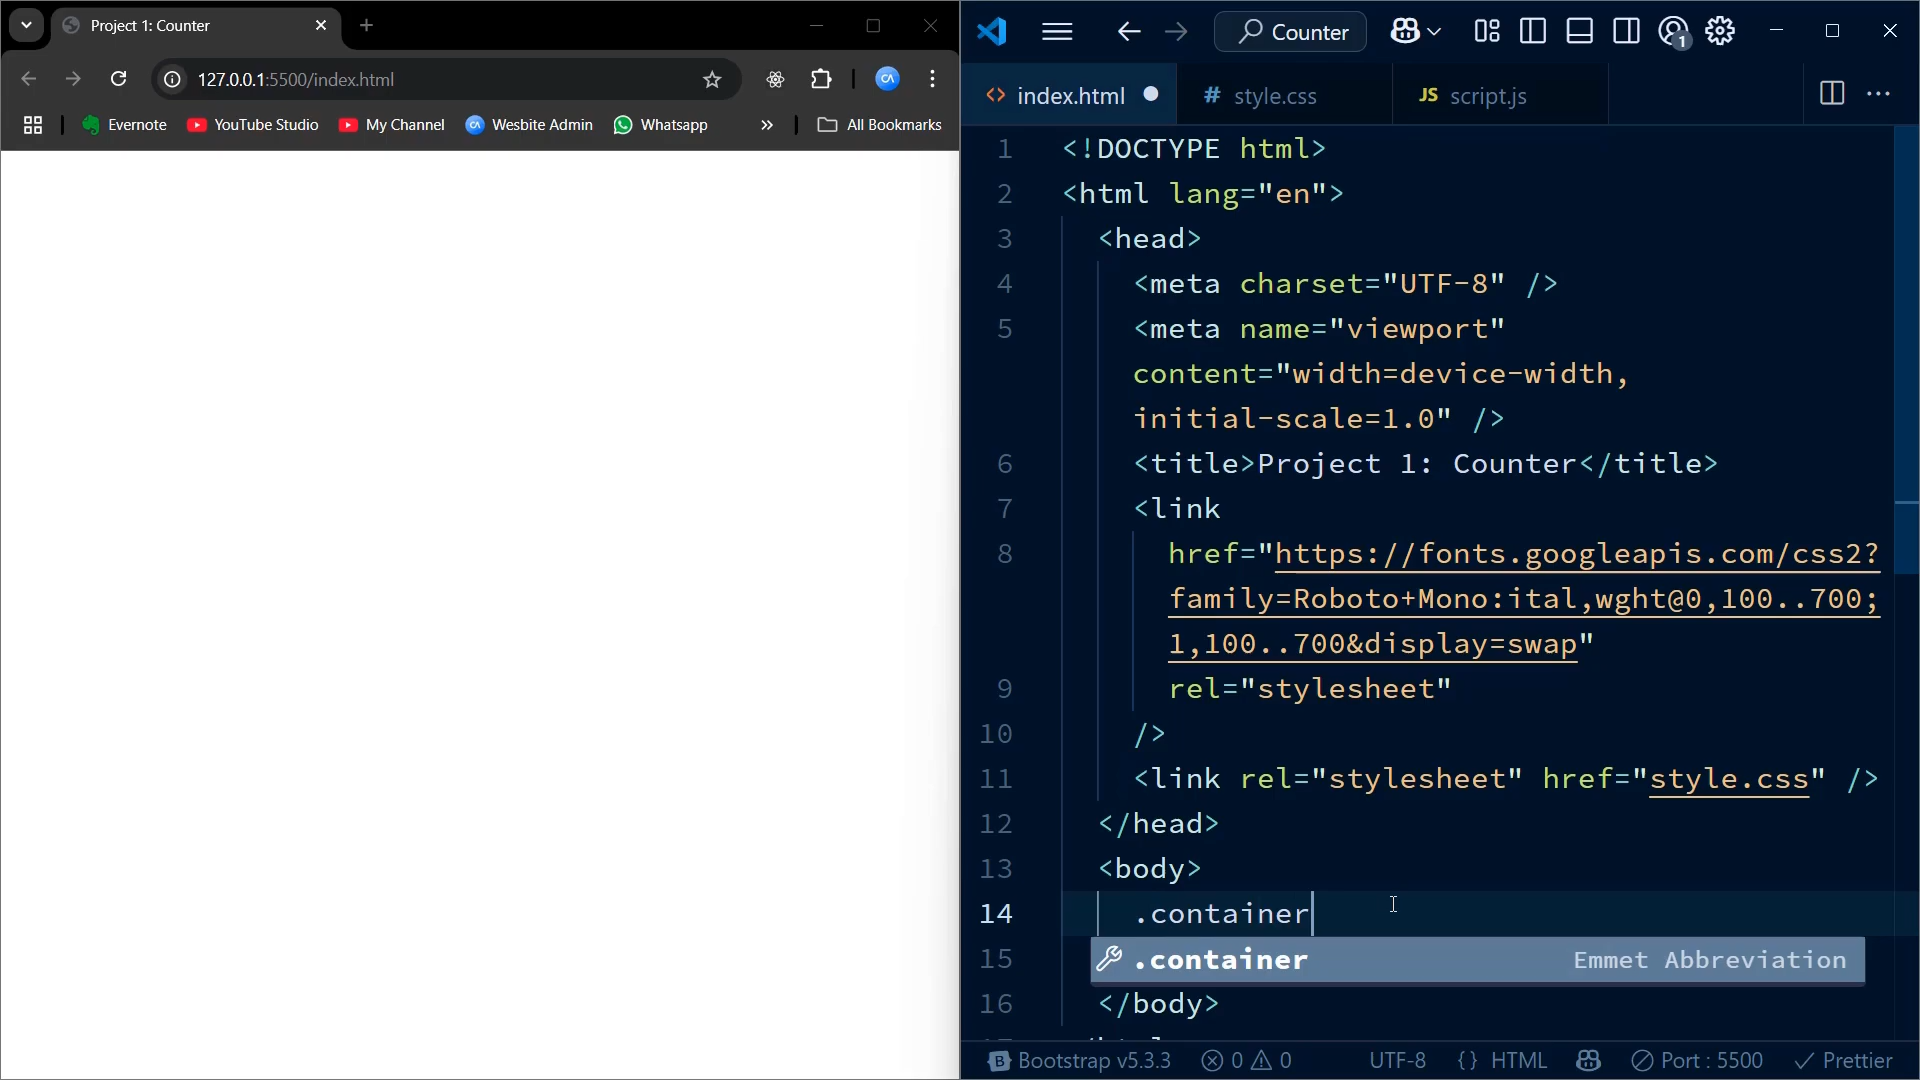 Project 1: Counter
127.0.0.1:5500/index.html
CA
Evernote
YouTube Studio
My Channel
CA Wesbite Admin
Whatsapp
»
All Bookmarks
Counter
1
<> index.html
# style.css
JS script.js
1 <!DOCTYPE html>
2 <html lang="en">
3 <head>
4 <meta charset="UTF-8" />
5 <meta name="viewport"
content="width=device-width,
initial-scale=1.0" />
6 <title>Project 1: Counter</title>
7 <link
8 href="https://fonts.googleapis.com/css2?
family=Roboto+Mono:ital,wght@0,100..700;
1,100..700&display=swap"
9 rel="stylesheet"
10 />
11 <link rel="stylesheet" href="style.css" />
12 </head>
13 <body>
14 .container
15 .container Emmet Abbreviation
16 </body>
B Bootstrap v5.3.3
0
0
UTF-8
{} HTML
Port : 5500
Prettier